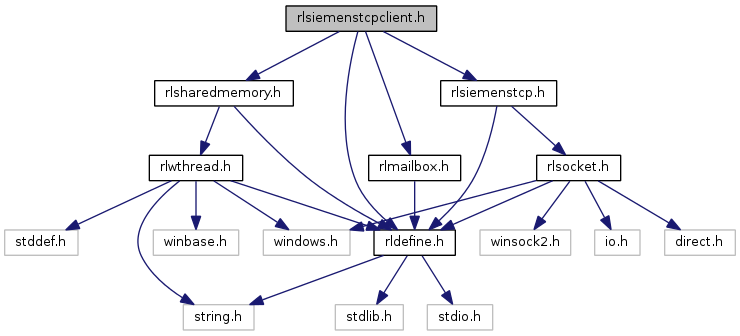 rlsiemenstcpclient.h
rlsharedmemory.h
rlsiemenstcp.h
rlwthread.h
rlmailbox.h
rlsocket.h
stddef.h
winbase.h
windows.h
rldefine.h
winsock2.h
io.h
direct.h
string.h
stdlib.h
stdio.h